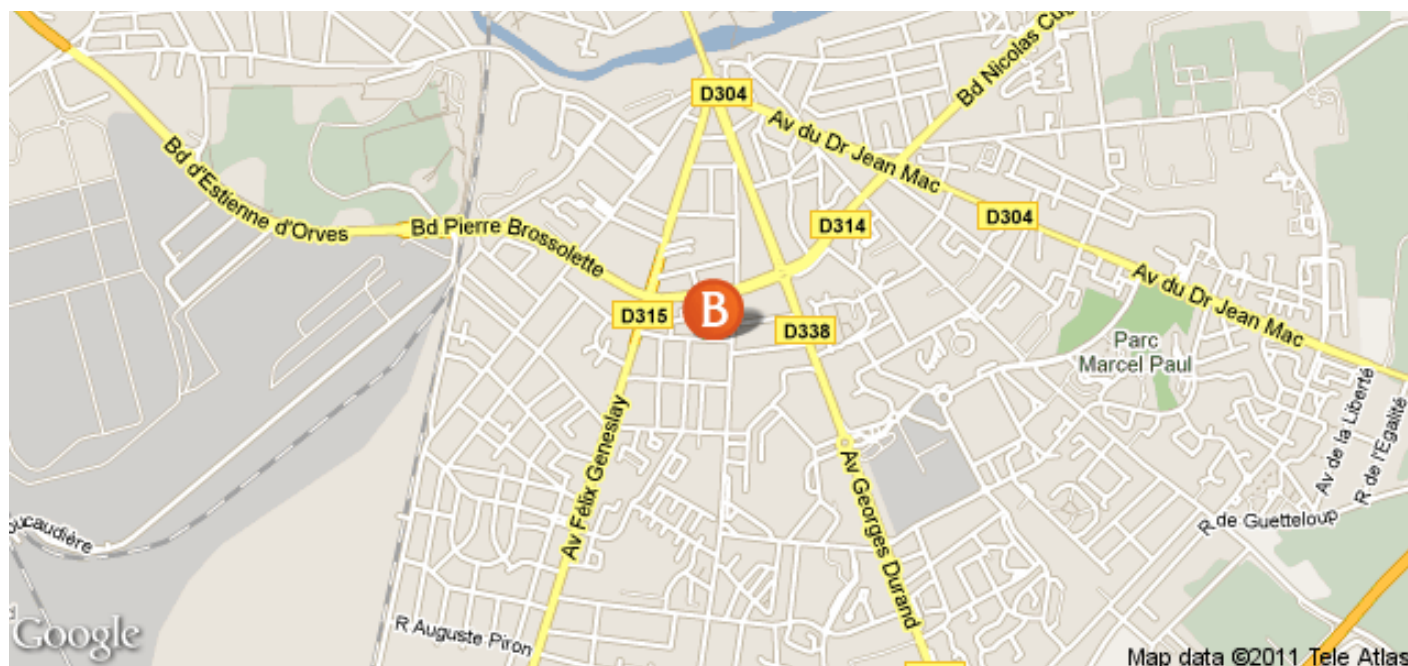 D304
Bd Nicolas Cug
Av du Dr Jean Mac
Bd d'Estienne d'Orves
D304
D314
Bd Pierre Brossolette
Av du Dr Jean Mac
B
D315
D338
Parc
Marcel Paul
Av de la Liberté
R de l'Egalité
Av Félix Geneslay
Av Georges Durand
R de Guetteloup
oucaudière
R Auguste Piron
Google
Map data ©2011 Tele Atlas